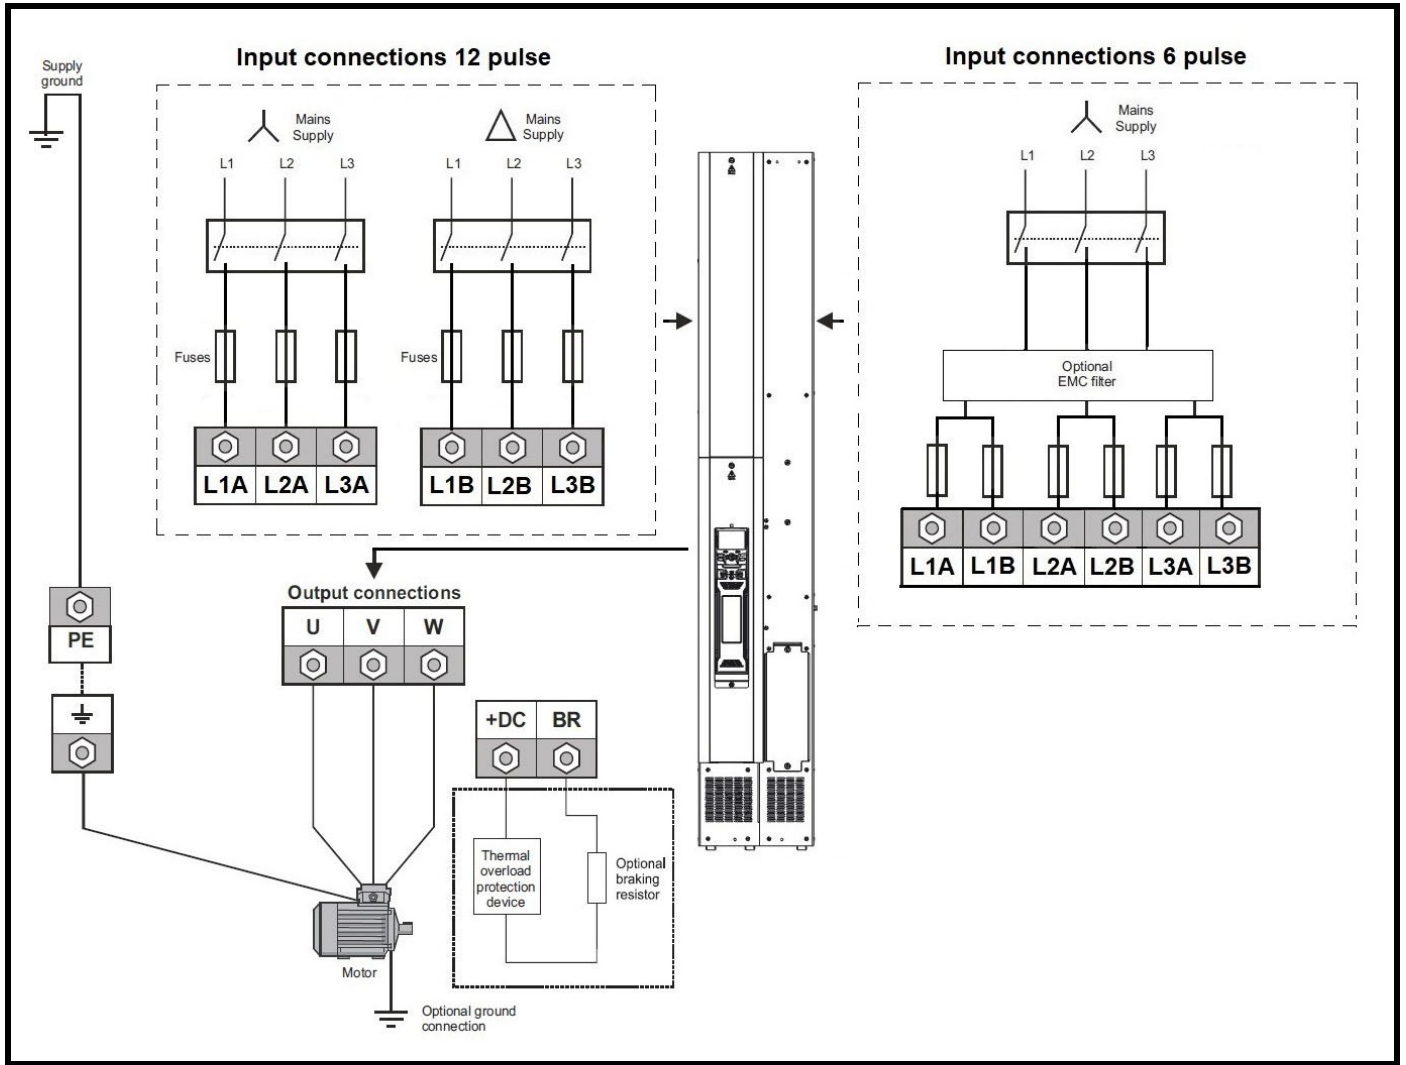 Input connections 12 pulse
Input connections 6 pulse
Supply
ground
Mains
Supply
Mains
Supply
Mains
Supply
L1 L2 L3
L1 L2 L3
L1 L2 L3
Fuses
Fuses
Optional
EMC filter
L1A L2A L3A
L1B L2B L3B
L1A L1B L2A L2B L3A L3B
Output connections
U V W
PE
+DC BR
Thermal
overload
protection
device
Optional
braking
resistor
Motor
Optional ground
connection